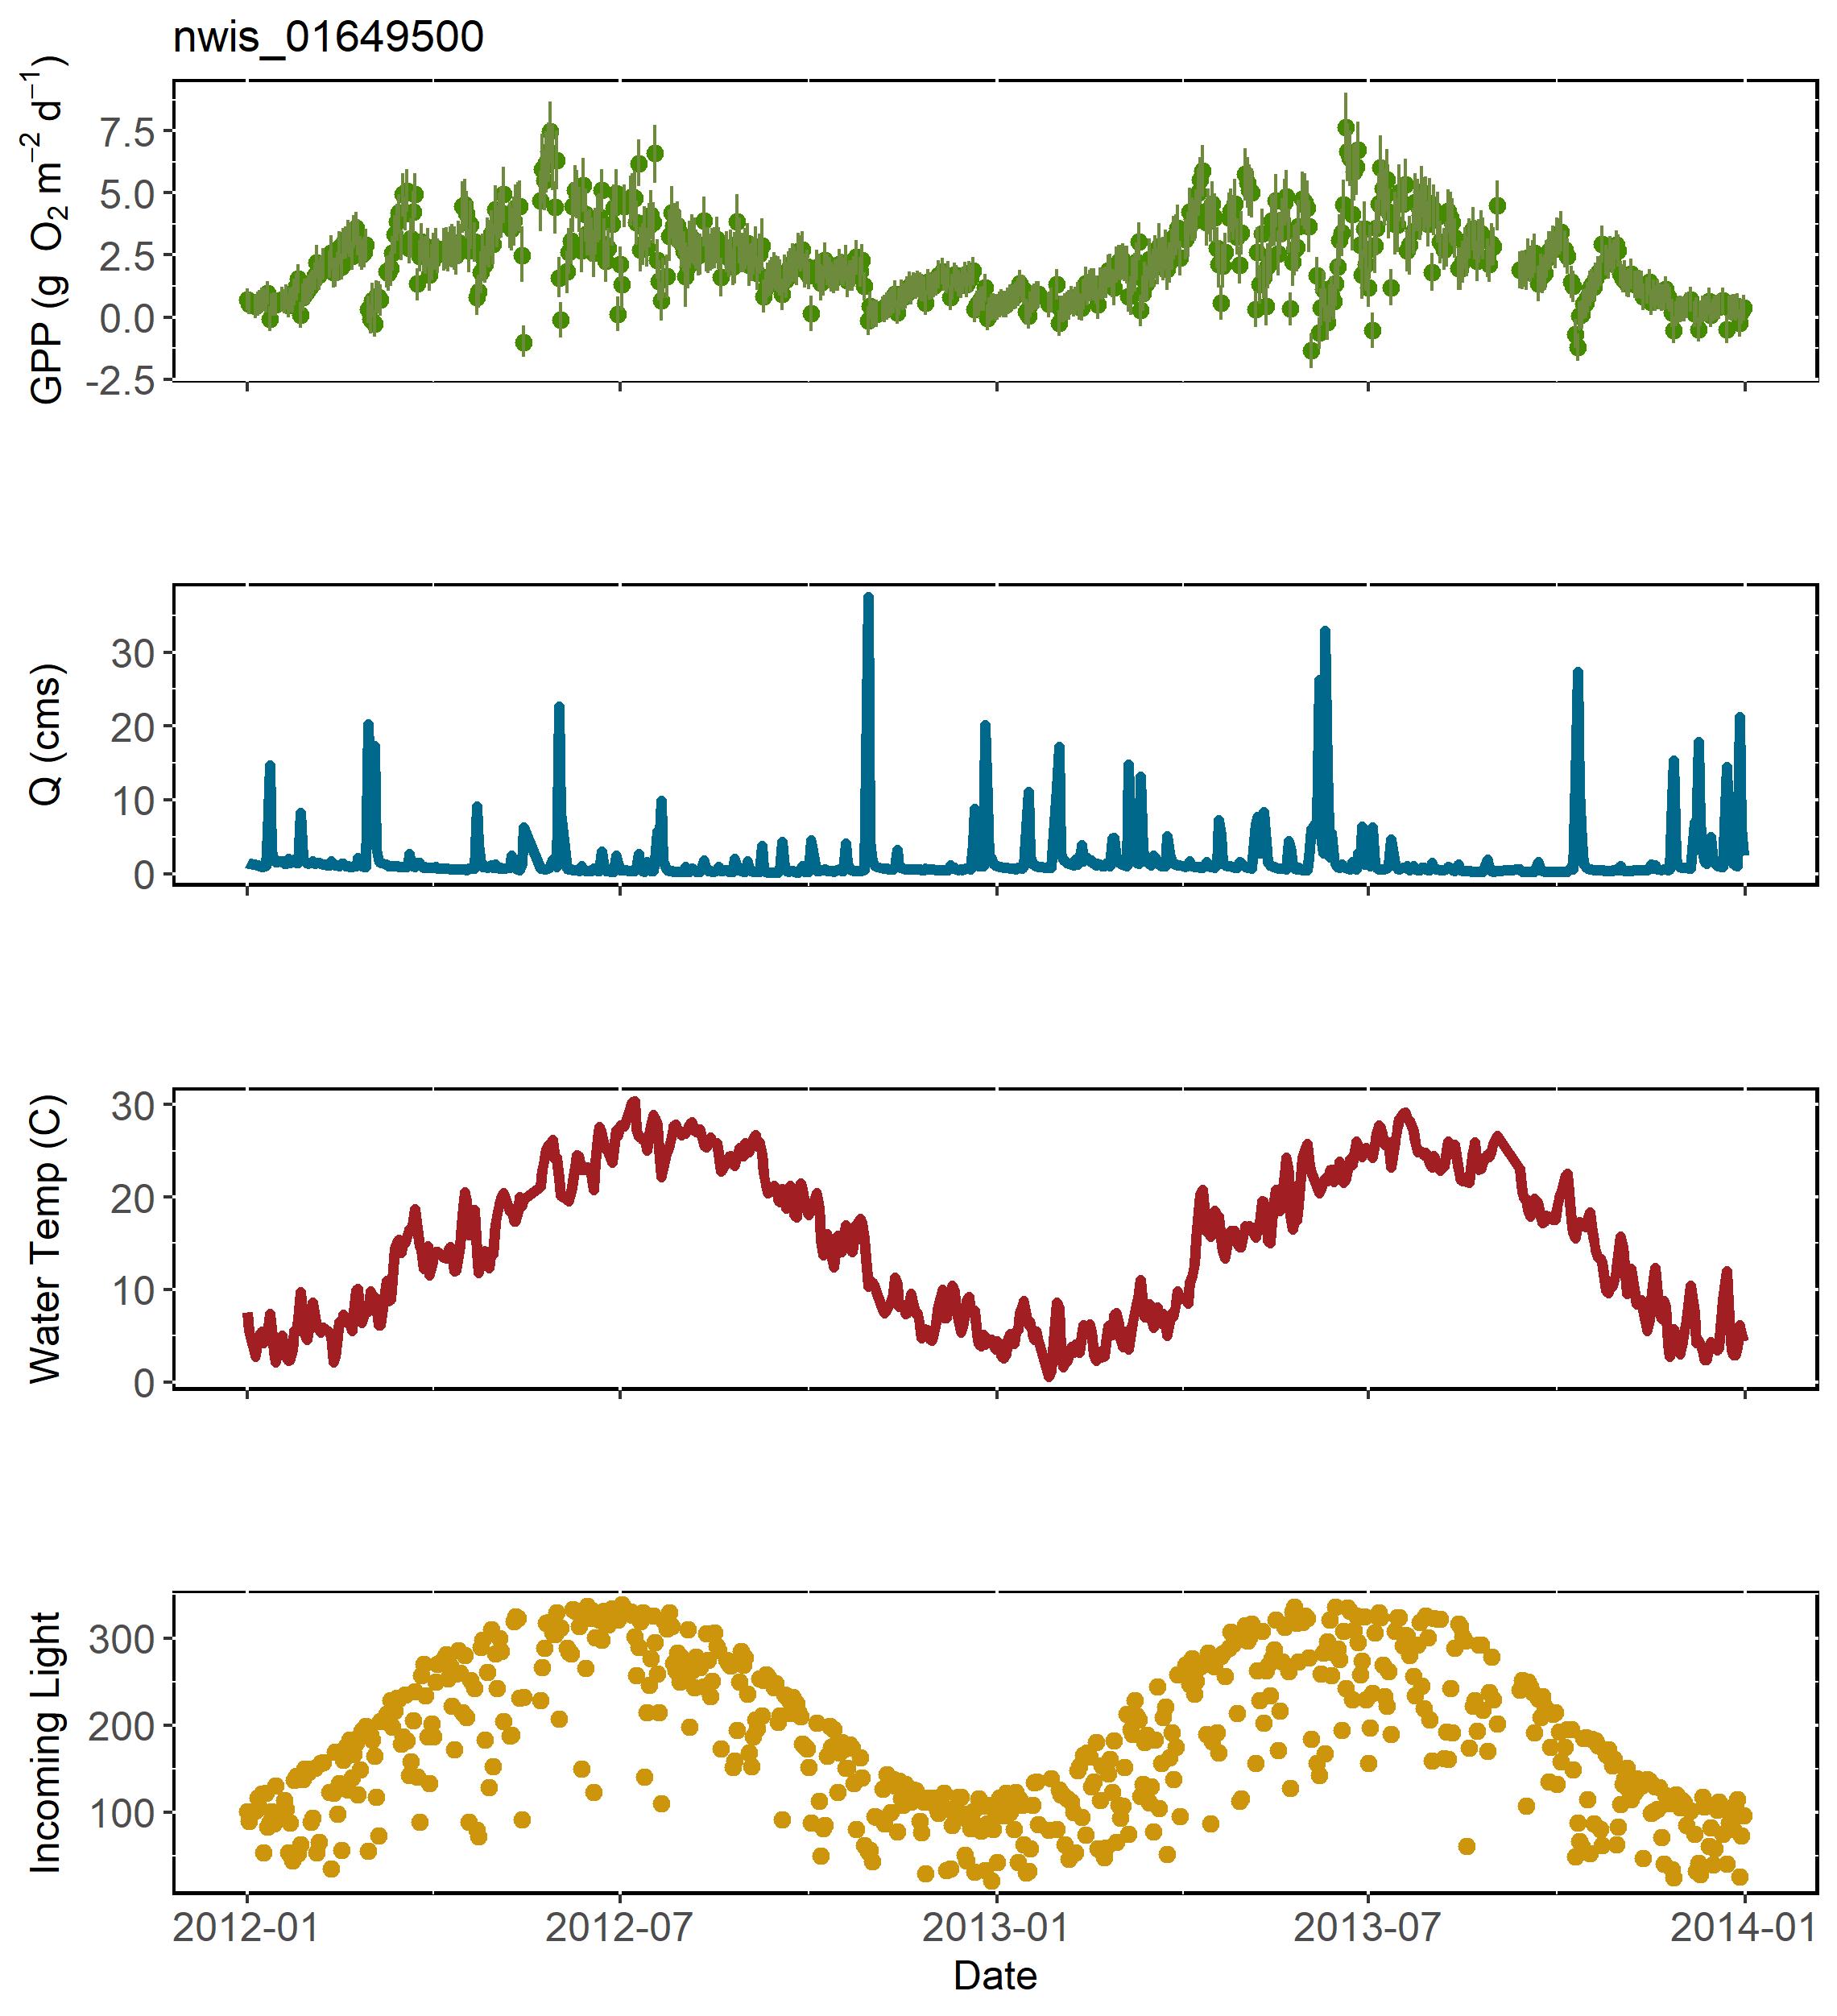 nwis_01649500
GPP (g O₂ m⁻² d⁻¹)
7.5
5.0
2.5
0.0
-2.5
Q (cms)
30
20
10
0
Water Temp (C)
30
20
10
0
Incoming Light
300
200
100
2012-01 2012-07 2013-01 2013-07 2014-01
Date